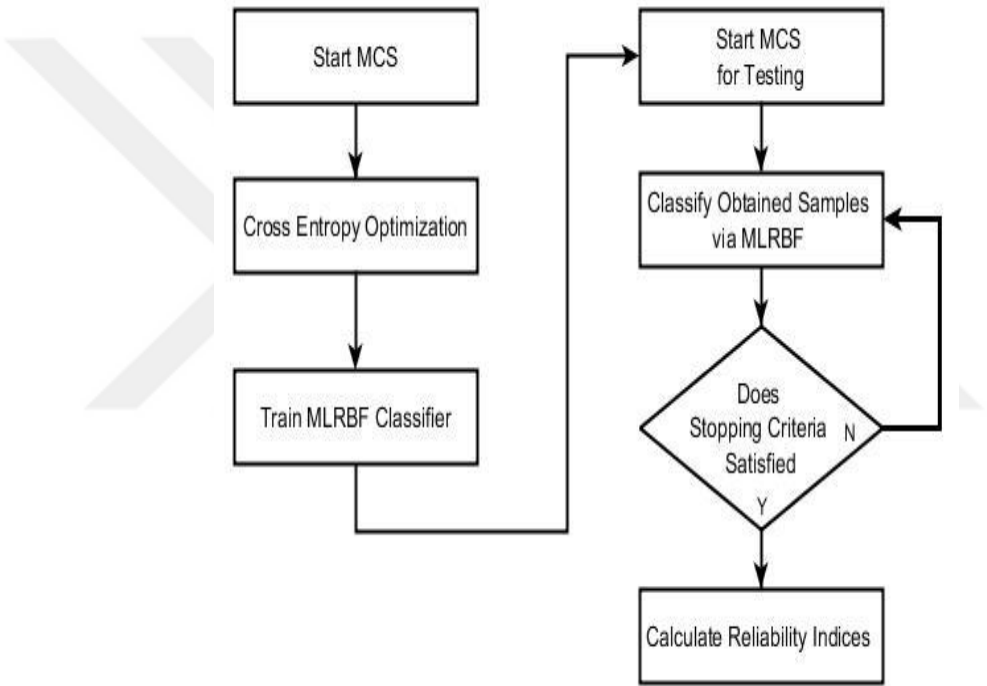 Start MCS
Cross Entropy Optimization
Train MLRBF Classifier
Start MCS
for Testing
Classify Obtained Samples
via MLRBF
Does
Stopping Criteria
Satisfied
N
Y
Calculate Reliability Indices